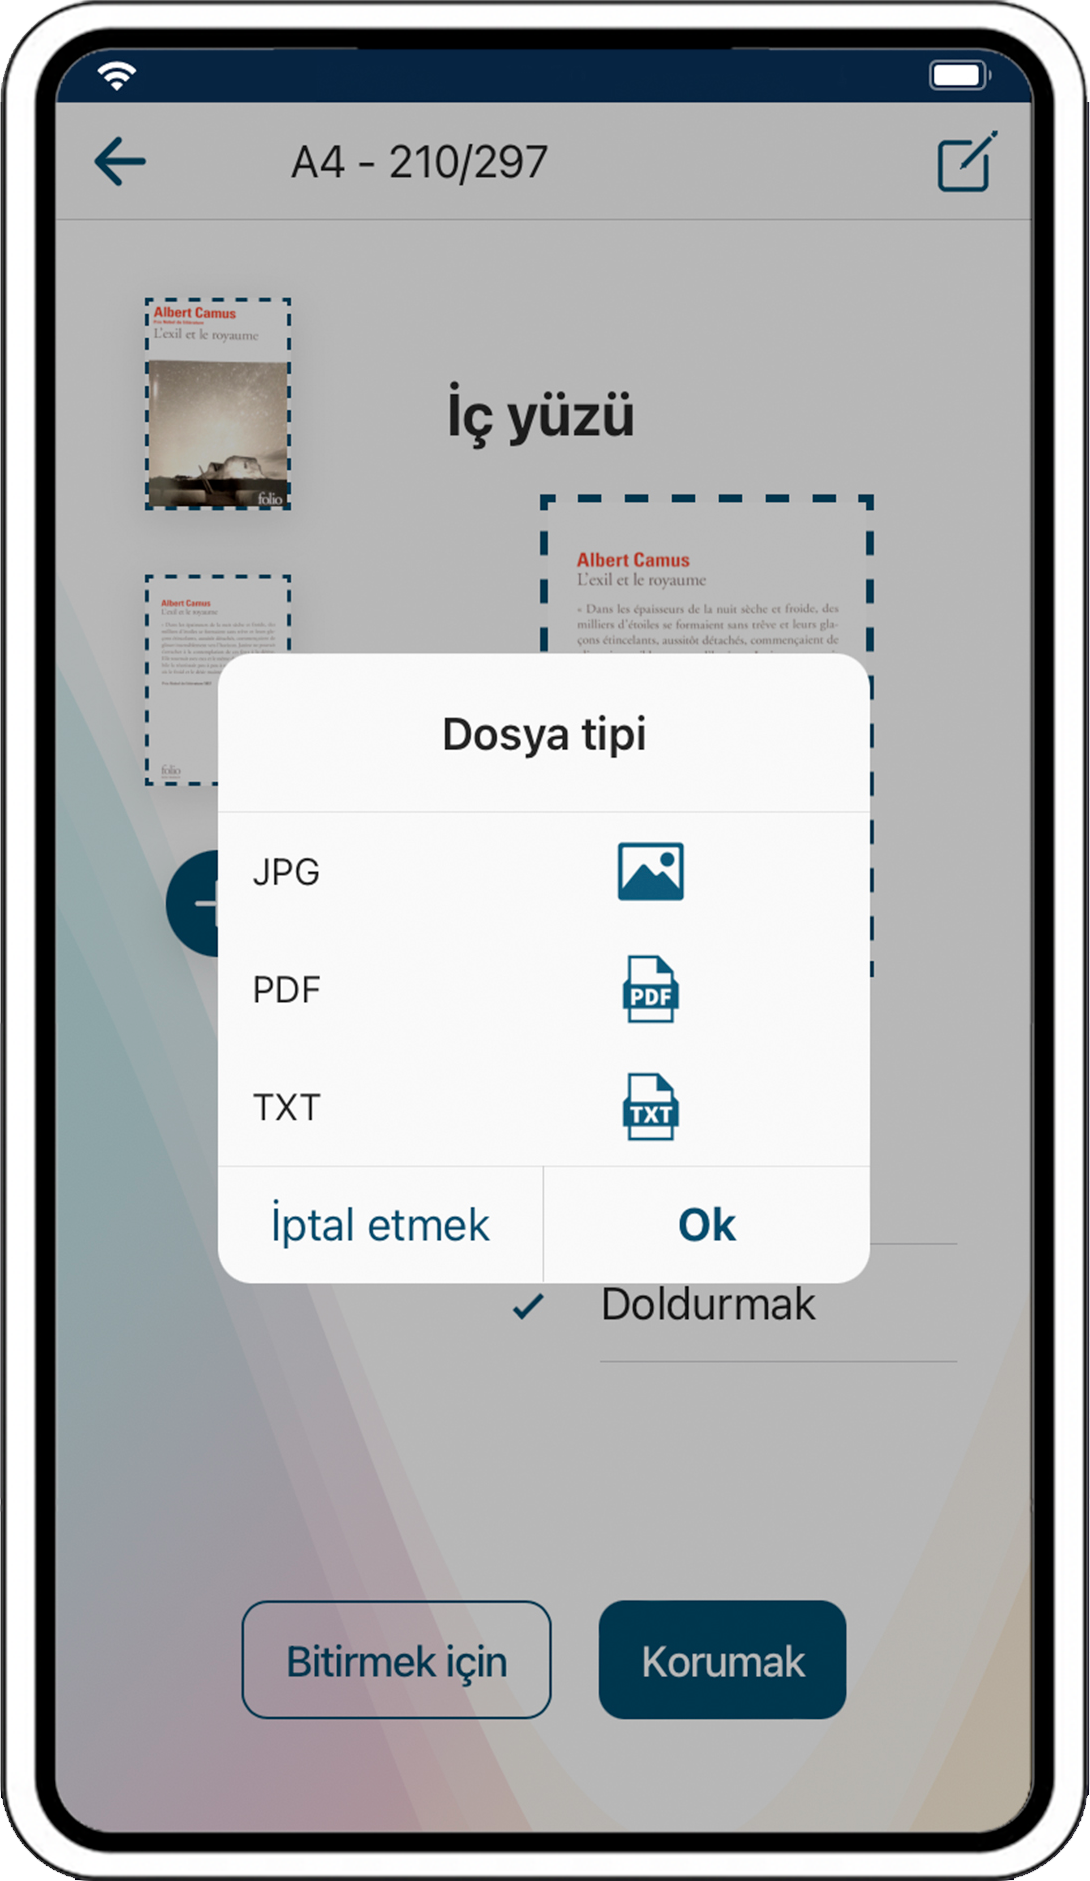 A4 - 210/297
Albert Camus
Prix Nobel de littérature
L'exil et le royaume
folio
İç yüzü
Albert Camus
L'exil et le royaume
« Dans les épaisseurs de la nuit sèche et froide, des
milliers d'étoiles se formaient sans trêve et leurs gla-
çons étincelants, aussitôt détachés, commençaient de
Albert Camus
L'exil et le royaume
folio
Dosya tipi
JPG
PDF
PDF
TXT
TXT
İptal etmek
Ok
Doldurmak
Bitirmek için
Korumak